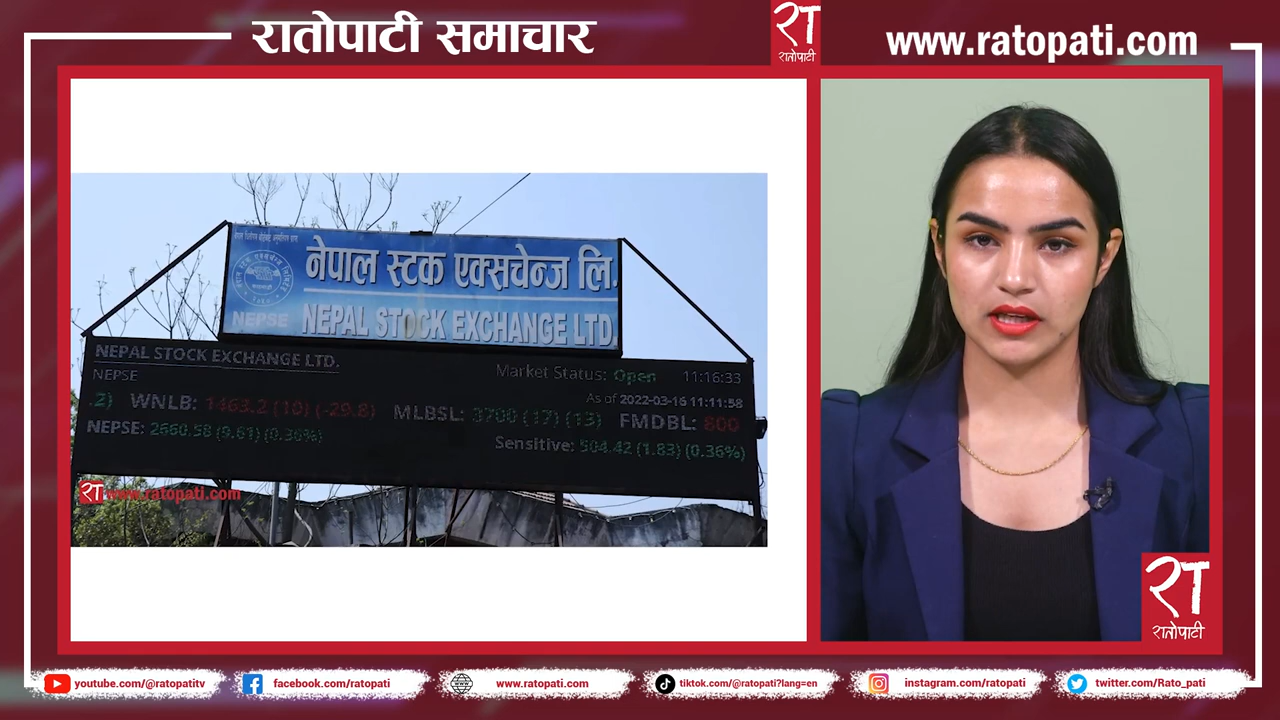 रातोपाटी समाचार
रा
रातोपाटी
www.ratopati.com
नेपाल स्टक एक्सचेन्ज लि.
NEPSE NEPAL STOCK EXCHANGE LTD.
NEPAL STOCK EXCHANGE LTD.
Market Status: Open 11:16:33
NEPSE
As of 2022-03-16 11:11:58
.2) WNLB: 1463.2 (10) (-29.8) MLBSL: 3700 (17) (13) FMDBL: 800
NEPSE: 2660.58 (9.61) (0.36%)
Sensitive: 504.42 (1.83) (0.36%)
रा www.ratopati.com
रा
रातोपाटी
youtube.com/@ratopatitv
facebook.com/ratopati
www.ratopati.com
tiktok.com/@ratopati?lang=en
instagram.com/ratopati
twitter.com/Rato_pati